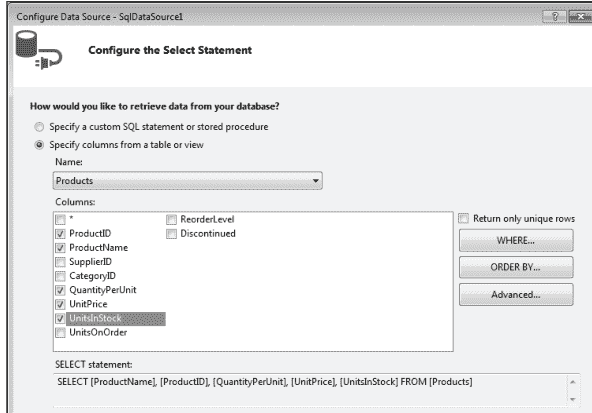 Configure Data Source - SqlDataSource1
Configure the Select Statement
How would you like to retrieve data from your database?
Specify a custom SQL statement or stored procedure
Specify columns from a table or view
Name:
Products
Columns:
* ReorderLevel
ProductID Discontinued
ProductName
SupplierID
CategoryID
QuantityPerUnit
UnitPrice
UnitsInStock
UnitsOnOrder
Return only unique rows
WHERE...
ORDER BY...
Advanced...
SELECT statement:
SELECT [ProductName], [ProductID], [QuantityPerUnit], [UnitPrice], [UnitsInStock] FROM [Products]